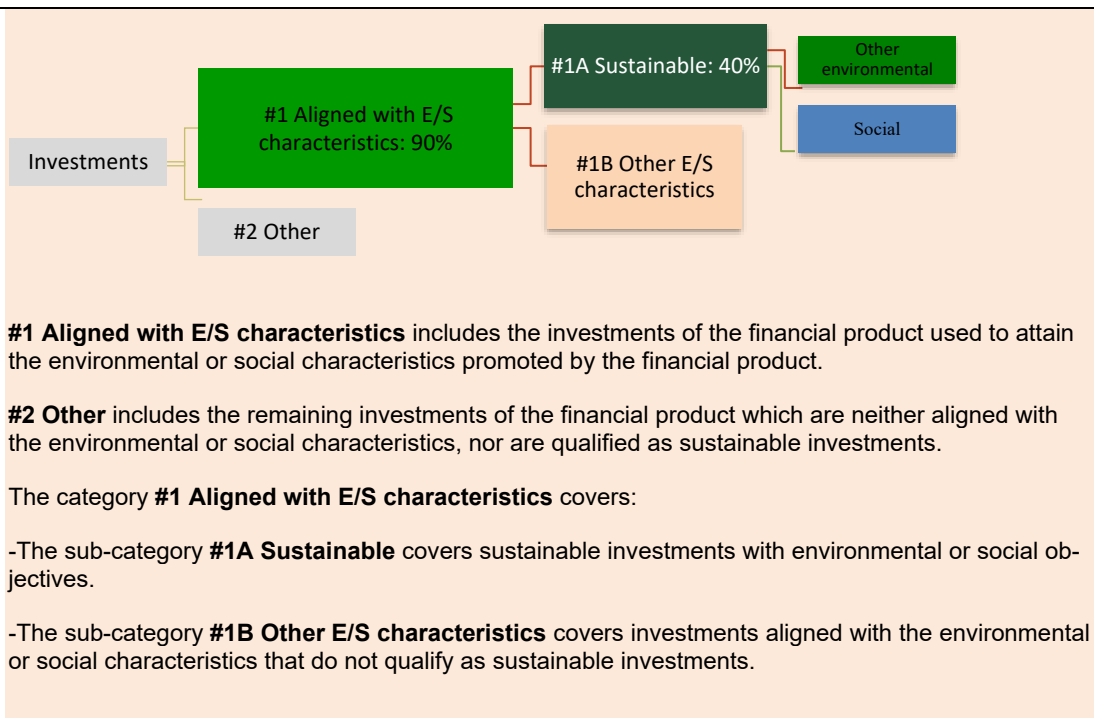 Investments
#1 Aligned with E/S
characteristics: 90%
#2 Other
#1A Sustainable: 40%
#1B Other E/S
characteristics
Other
environmental
Social
#1 Aligned with E/S characteristics includes the investments of the financial product used to attain
the environmental or social characteristics promoted by the financial product.
#2 Other includes the remaining investments of the financial product which are neither aligned with
the environmental or social characteristics, nor are qualified as sustainable investments.
The category #1 Aligned with E/S characteristics covers:
-The sub-category #1A Sustainable covers sustainable investments with environmental or social ob-
jectives.
-The sub-category #1B Other E/S characteristics covers investments aligned with the environmental
or social characteristics that do not qualify as sustainable investments.